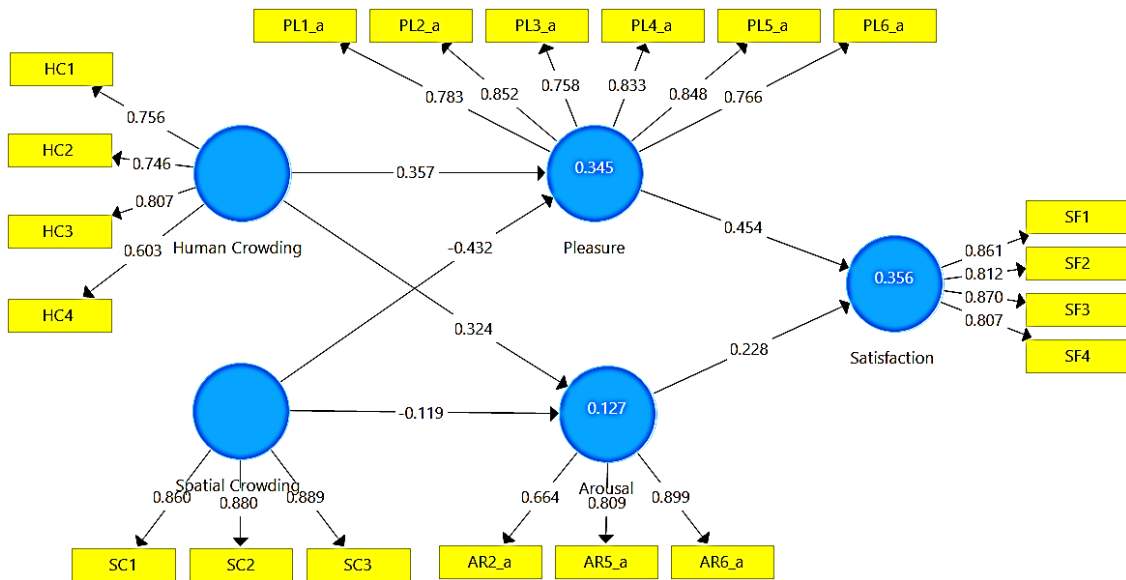 PL1_a PL2_a PL3_a PL4_a PL5_a PL6_a
0.783 0.852 0.758 0.833 0.848 0.766
HC1
HC2
HC3
HC4
0.756
0.746
0.807
0.603
Human Crowding
0.357
-0.432
0.324
-0.119
0.345
Pleasure
0.454
0.228
0.356
Satisfaction
0.861
0.812
0.870
0.807
SF1
SF2
SF3
SF4
Spatial Crowding
0.860 0.880 0.889
SC1 SC2 SC3
0.127
Arousal
0.664 0.809 0.899
AR2_a AR5_a AR6_a